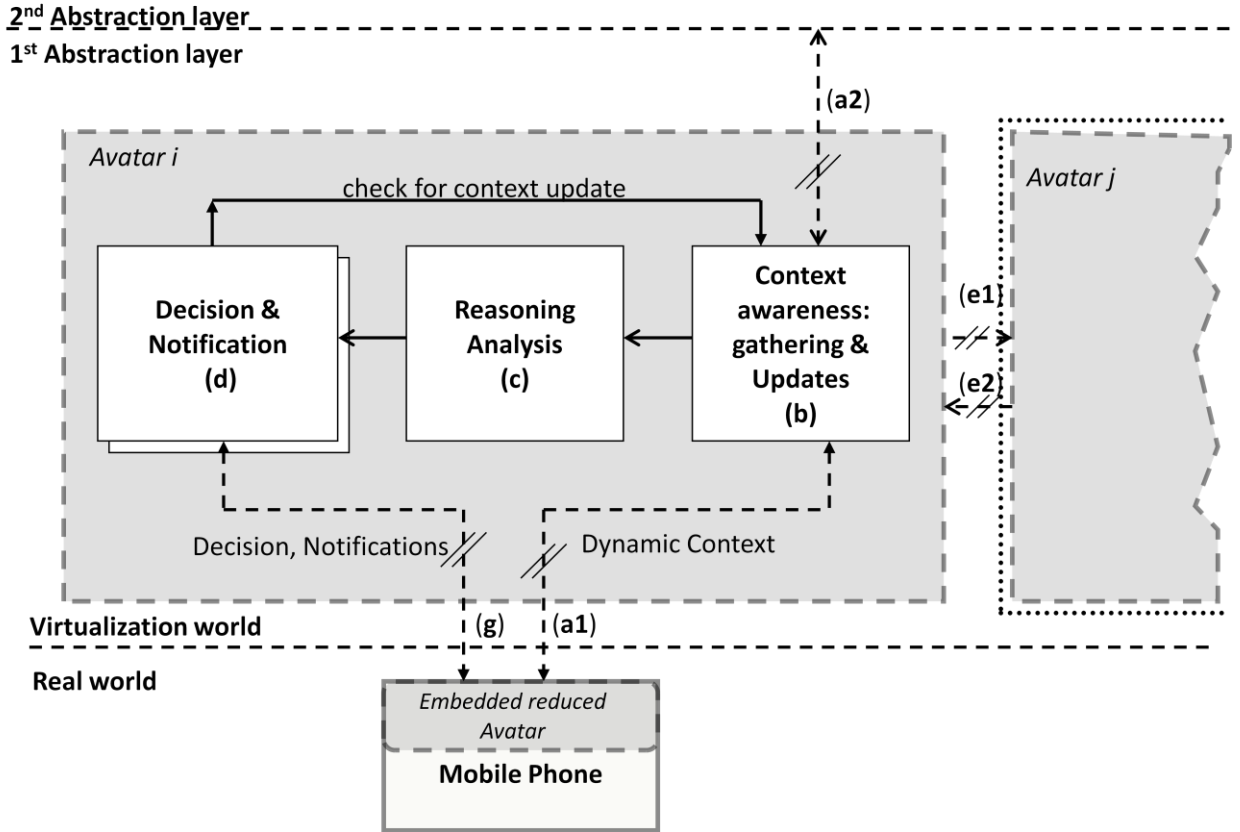 2nd Abstraction layer
1st Abstraction layer
(a2)
Avatar i
Avatar j
check for context update
Decision &
Notification
(d)
Reasoning
Analysis
(c)
Context
awareness:
gathering &
Updates
(b)
(e1)
(e2)
Decision, Notifications
Dynamic Context
Virtualization world
(g)
(a1)
Real world
Embedded reduced
Avatar
Mobile Phone